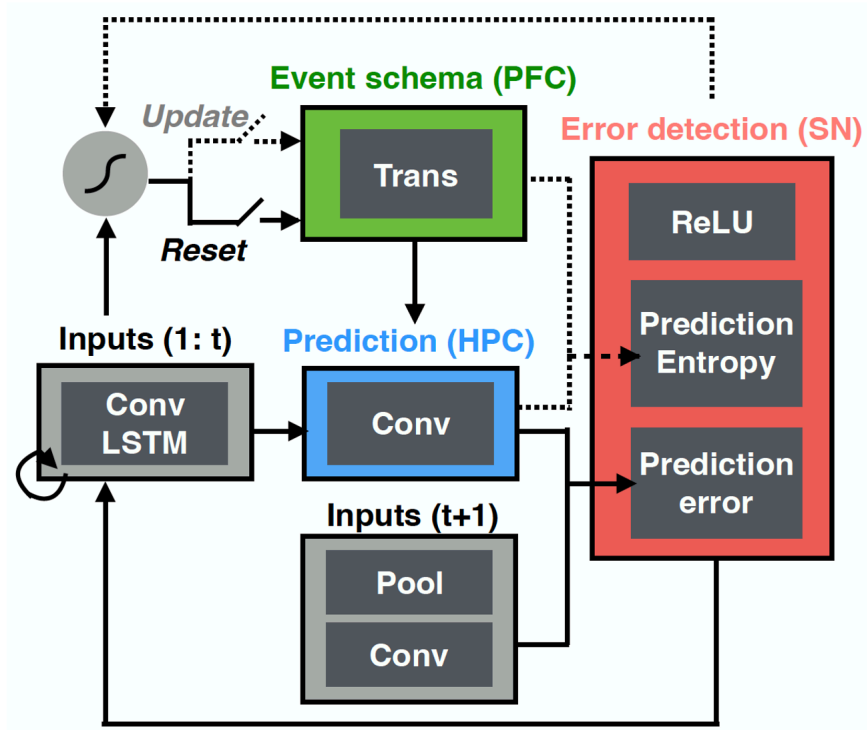 Event schema (PFC)
Update
Trans
Reset
Error detection (SN)
ReLU
Prediction
Entropy
Prediction
error
Inputs (1: t)
Conv
LSTM
Prediction (HPC)
Conv
Inputs (t+1)
Pool
Conv